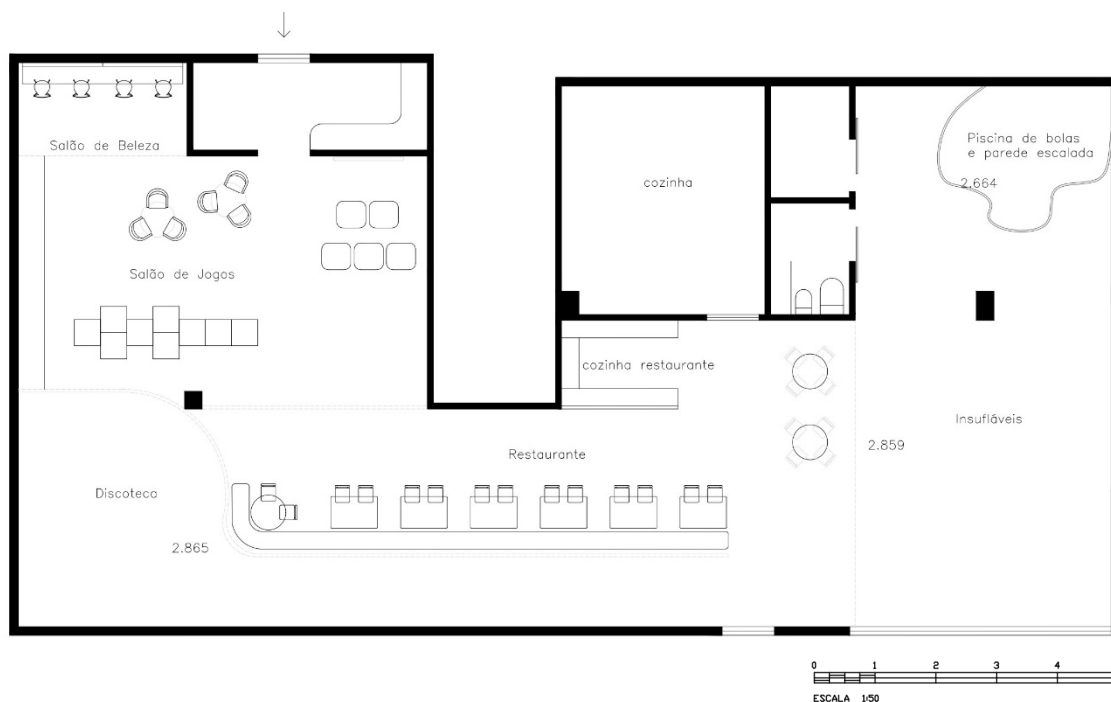 Salão de Beleza
Piscina de bolas
e parede escalada
2.664
cozinha
Salão de Jogos
cozinha restaurante
Insufláveis
2.859
Restaurante
Discoteca
2.865
0 1 2 3 4
ESCALA 1:50